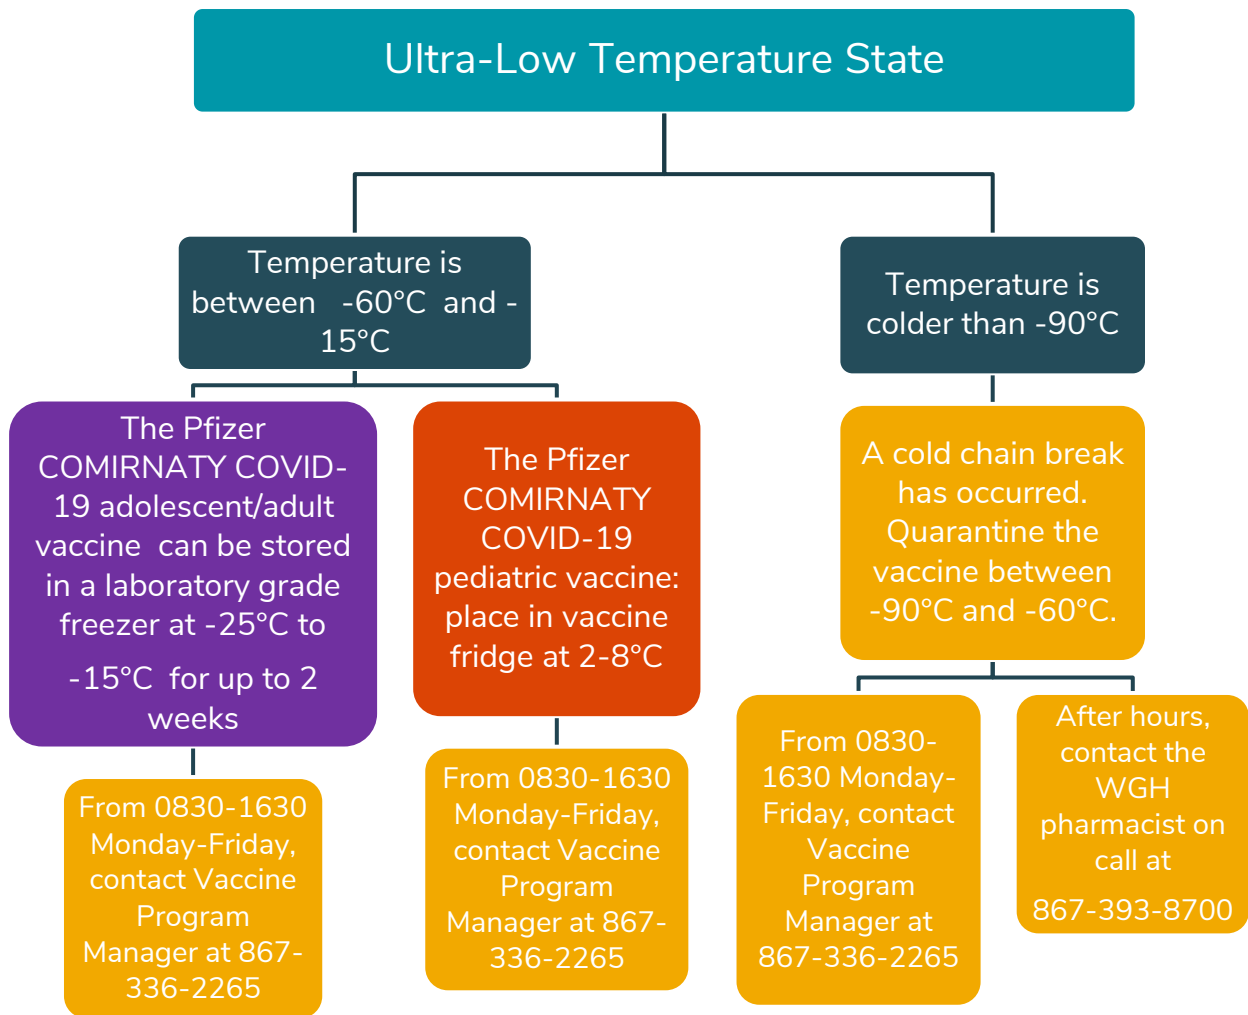 Ultra-Low Temperature State
Temperature is
between -60°C and -
15°C
Temperature is
colder than -90°C
The Pfizer
COMIRNATY COVID-
19 adolescent/adult
vaccine can be stored
in a laboratory grade
freezer at -25°C to
-15°C for up to 2
weeks
The Pfizer
COMIRNATY
COVID-19
pediatric vaccine:
place in vaccine
fridge at 2-8°C
A cold chain break
has occurred.
Quarantine the
vaccine between
-90°C and -60°C.
From 0830-1630
Monday-Friday,
contact Vaccine
Program
Manager at 867-
336-2265
From 0830-1630
Monday-Friday,
contact Vaccine
Program
Manager at 867-
336-2265
From 0830-
1630 Monday-
Friday, contact
Vaccine
Program
Manager at
867-336-2265
After hours,
contact the
WGH
pharmacist on
call at
867-393-8700